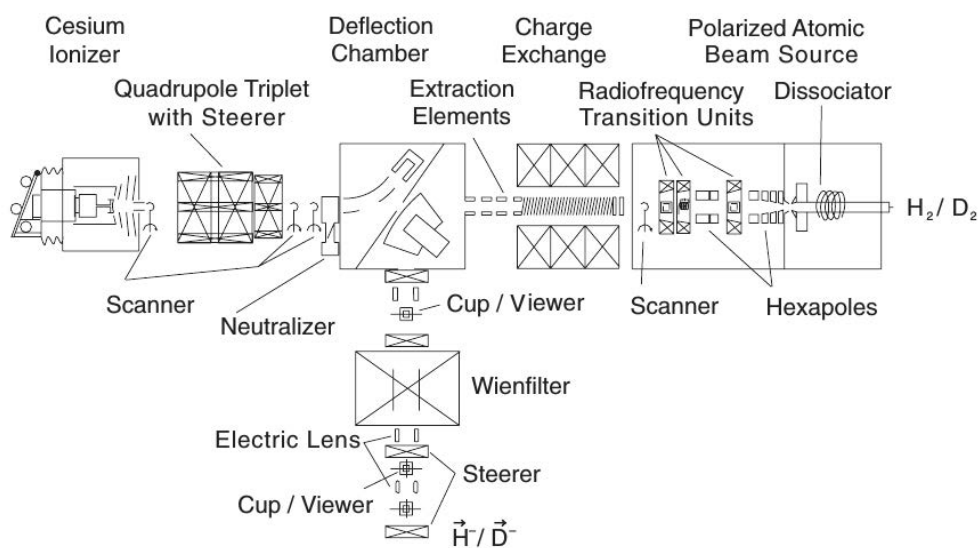 Cesium
Ionizer
Deflection
Chamber
Charge
Exchange
Polarized Atomic
Beam Source
Quadrupole Triplet
with Steerer
Extraction
Elements
Radiofrequency
Transition Units
Dissociator
H₂ / D₂
Scanner
Neutralizer
Cup / Viewer
Scanner
Hexapoles
Wienfilter
Electric Lens
Steerer
Cup / Viewer
H⃗⁻/ D⃗⁻